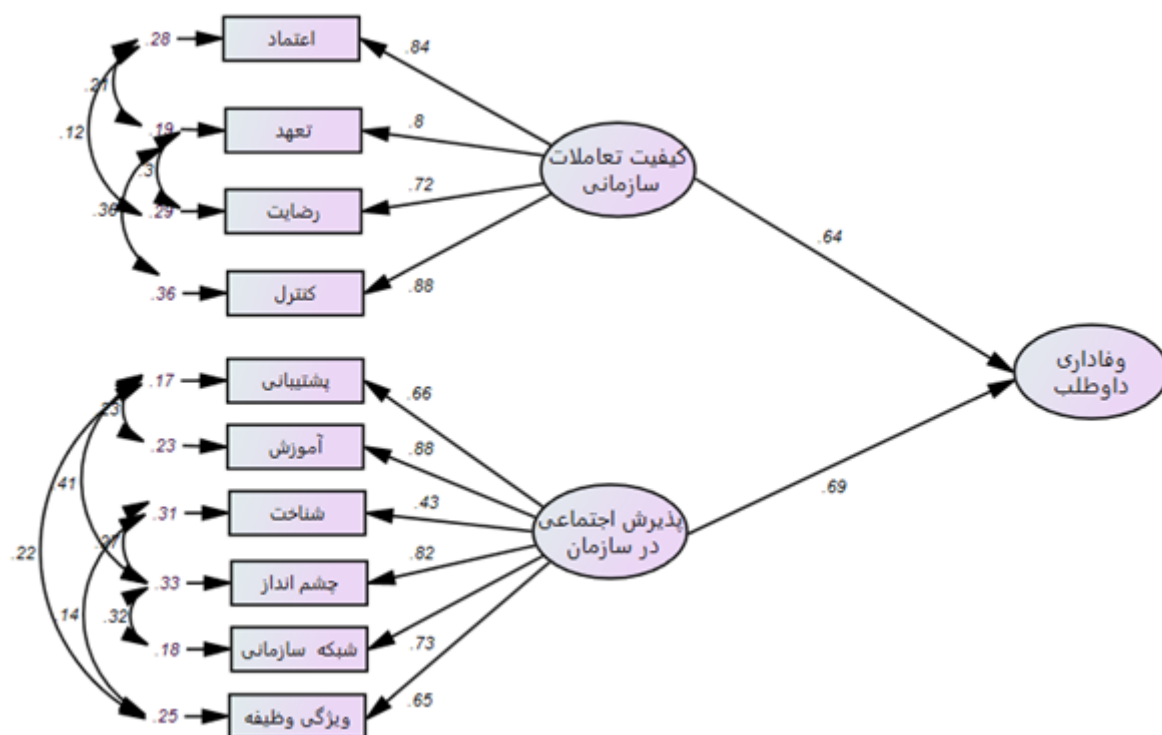 .28
اعتماد
.84
.21
.12
.19
تعهد
.8
.3
.72
.36
.29
رضایت
.36
کنترل
.88
کیفیت تعاملات
سازمانی
.64
وفاداری
داوطلب
.17
پشتیبانی
.66
.23
.23
آموزش
.88
.41
.31
شناخت
.43
.22
.33
چشم انداز
.82
.14
.32
.18
شبکه سازمانی
.73
.25
ویژگی وظیفه
.65
پذیرش اجتماعی
در سازمان
.69